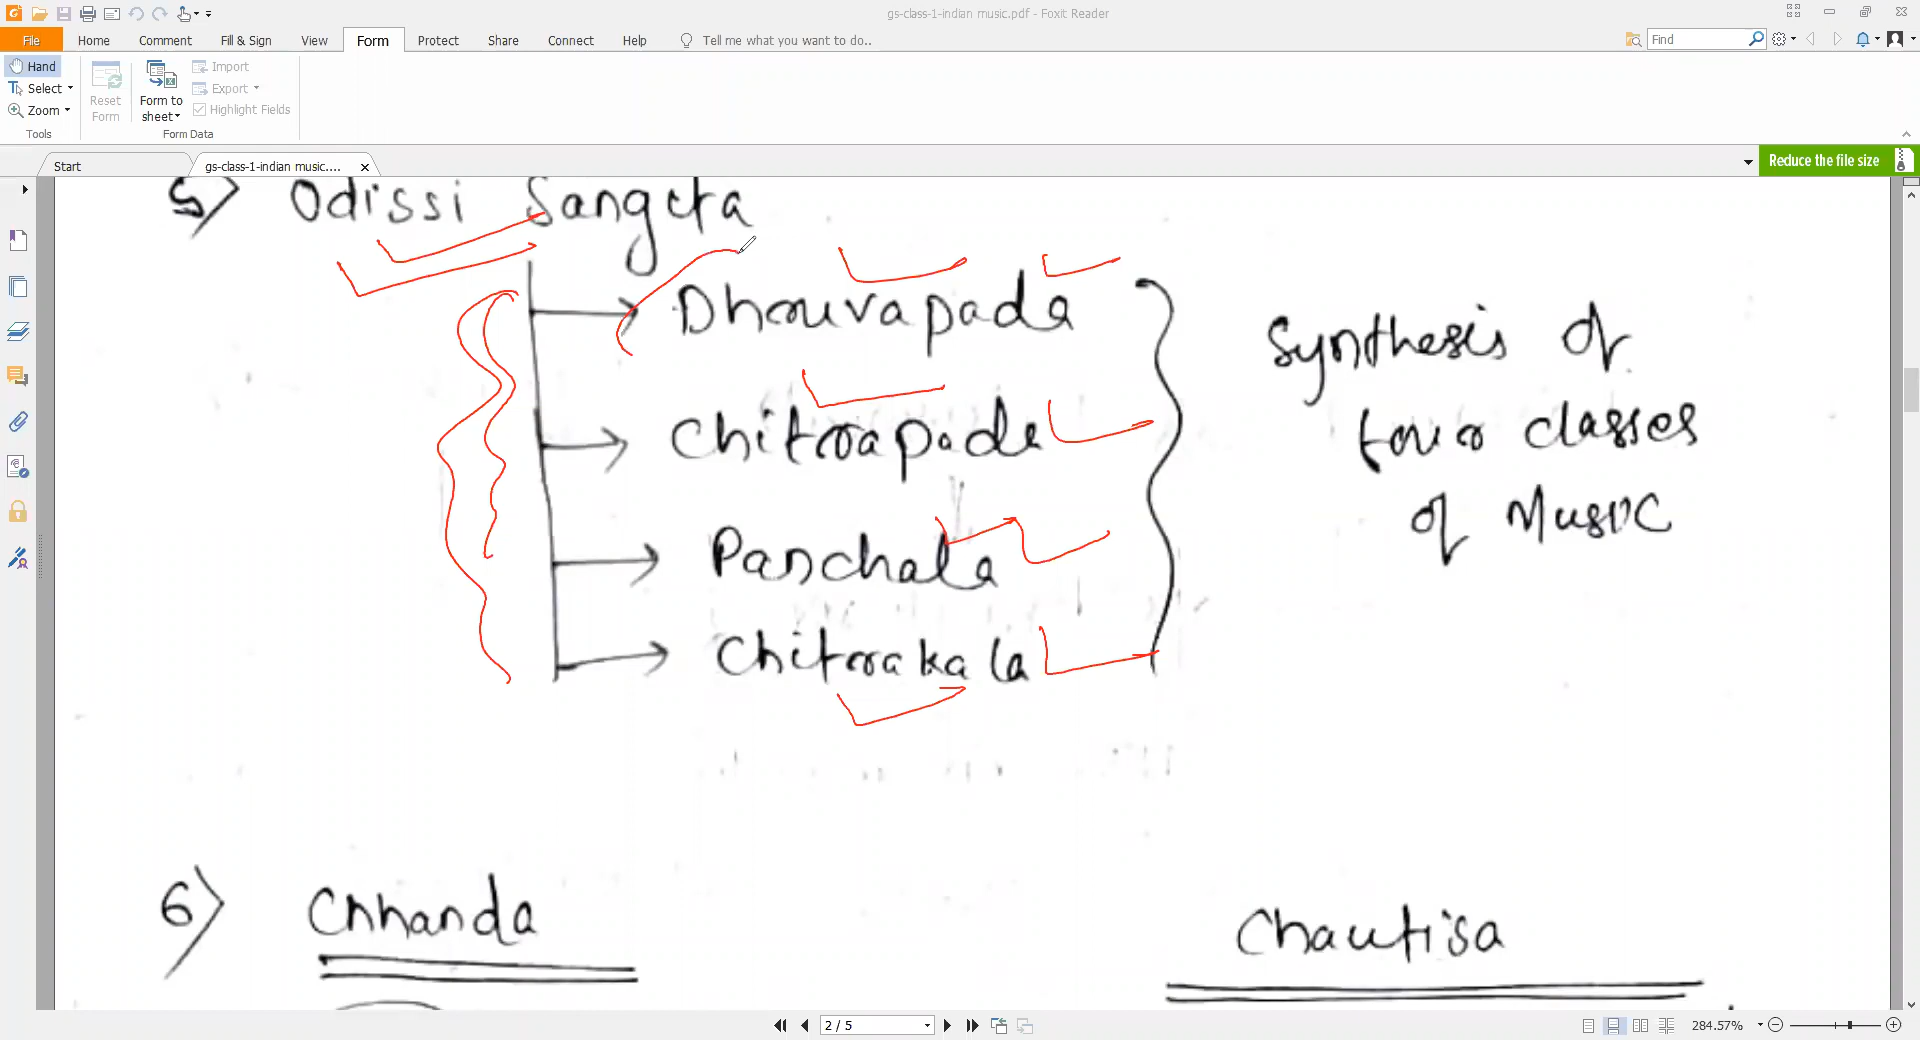 gs-class-1-indian music.pdf - Foxit Reader
File Home Comment Fill & Sign View Form Protect Share Connect Help Tell me what you want to do.. Find
Hand
Select
Zoom
Tools
Reset Form
Form to sheet
Import
Export
Highlight Fields
Form Data
Start
gs-class-1-indian music....
Reduce the file size
5) Odissi Sangeta
Dhruvapada
Chitrapada
Panchala
Chitrakala
Synthesis of
four classes
of Music
6) Chhanda
Chautisa
2 / 5
284.57%